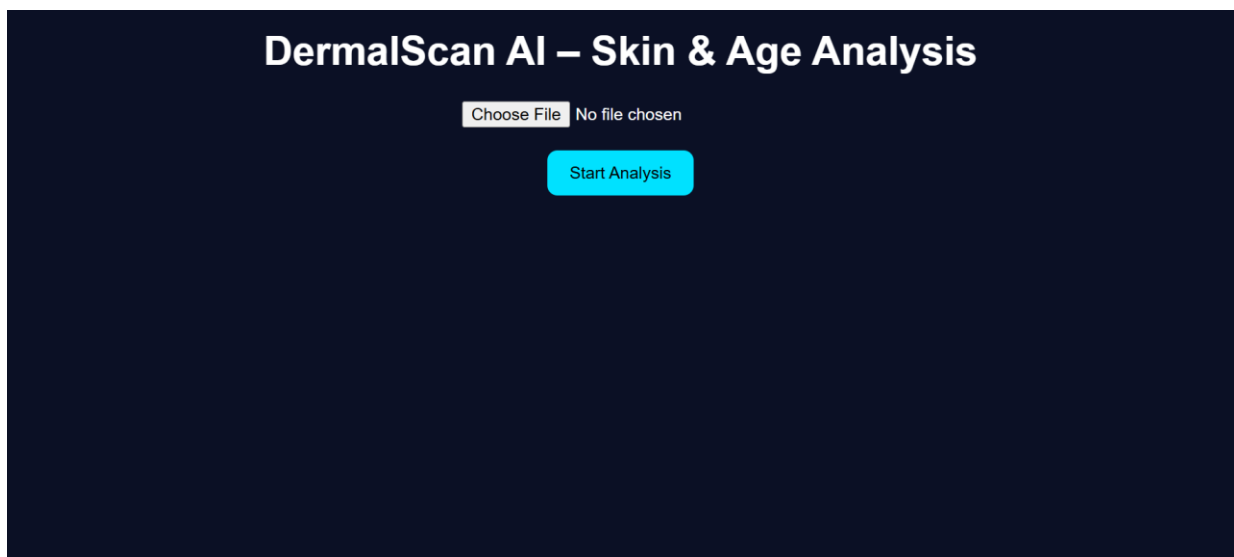 DermalScan AI – Skin & Age Analysis
Choose File No file chosen
Start Analysis